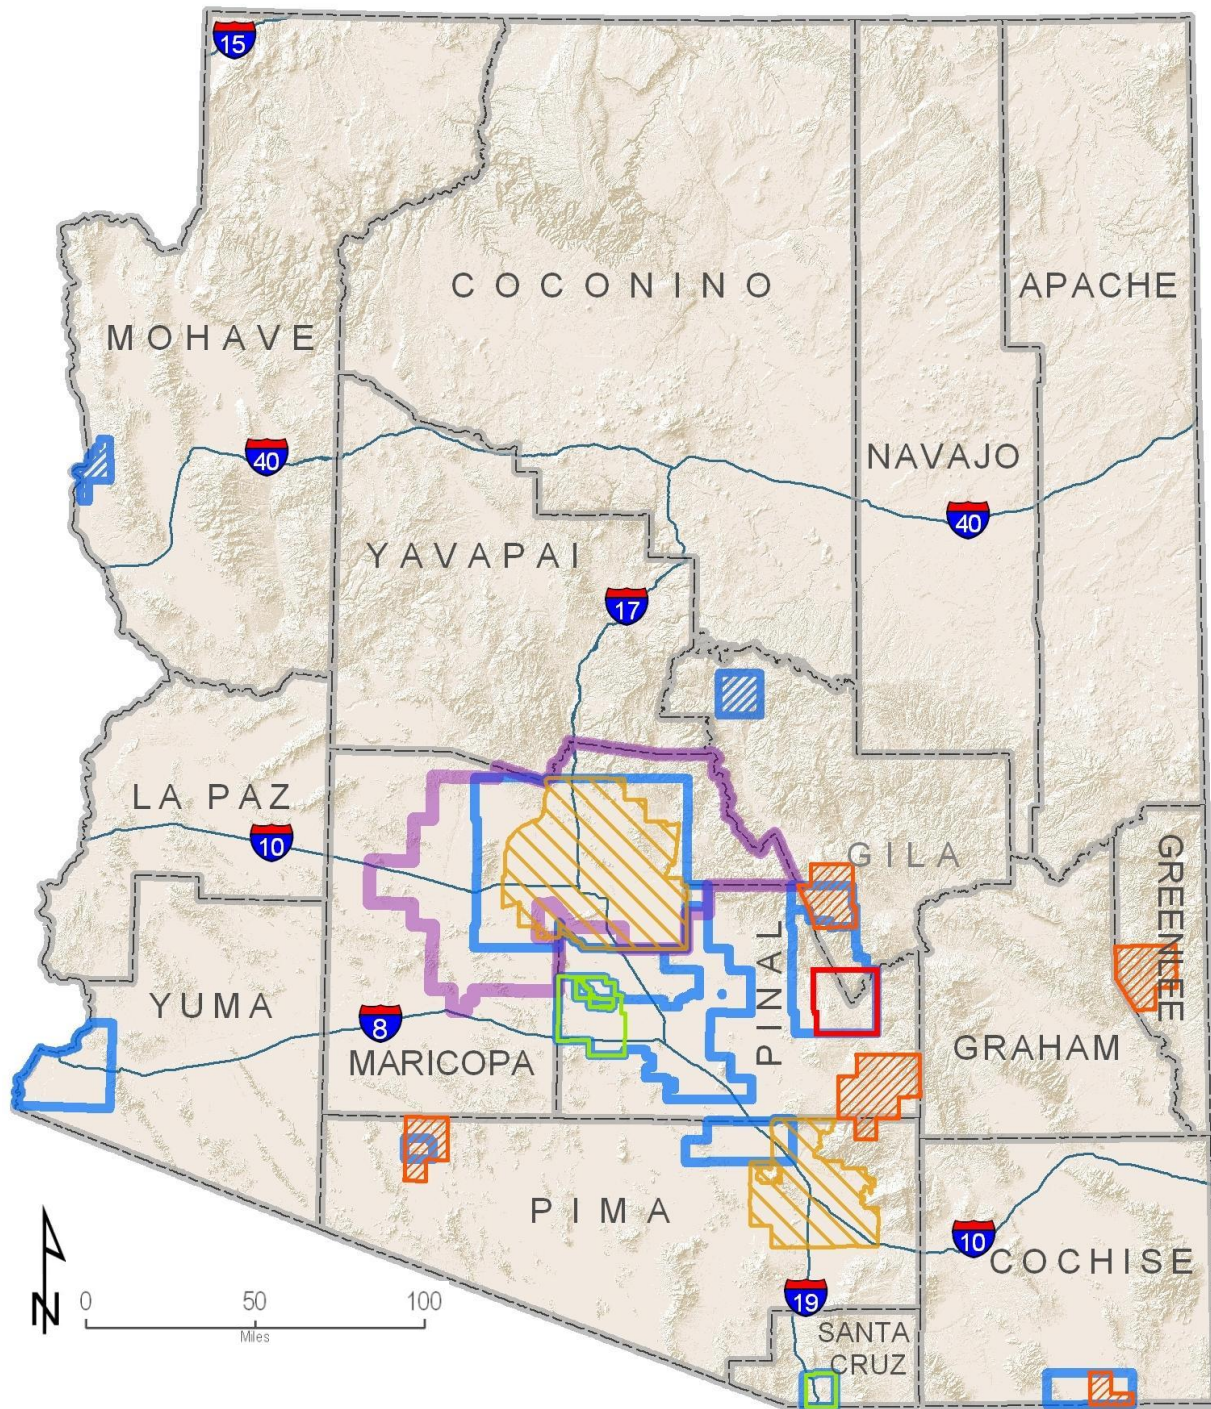 15
COCONINO
APACHE
MOHAVE
40
NAVAJO
40
YAVAPAI
17
LA PAZ
10
GILA
GREENLEE
PINAL
YUMA
8
MARICOPA
GRAHAM
PIMA
10
COCHISE
N
0 50 100
Miles
19
SANTA
CRUZ